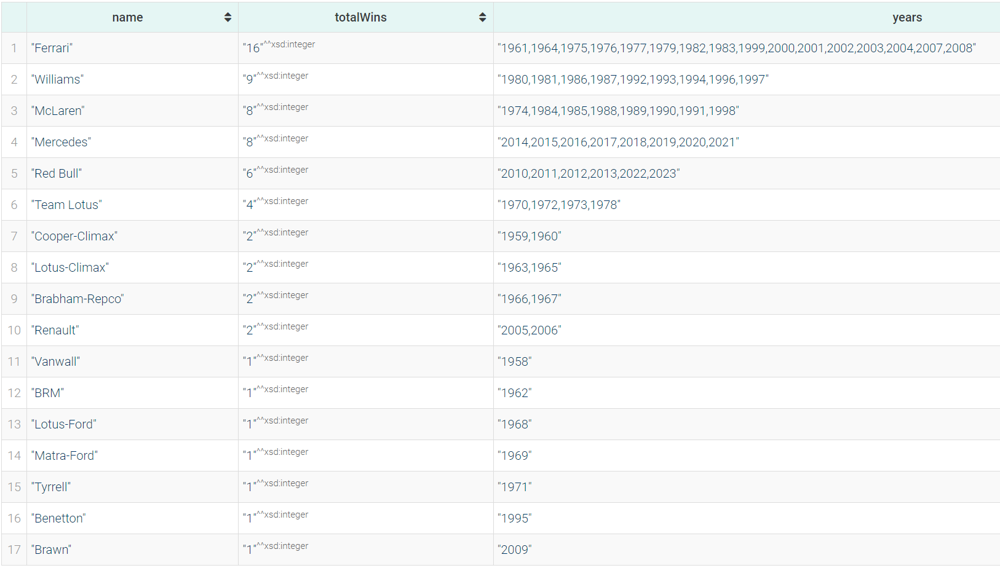 name totalWins years
1 "Ferrari" "16"^^xsd:integer "1961,1964,1975,1976,1977,1979,1982,1983,1999,2000,2001,2002,2003,2004,2007,2008"
2 "Williams" "9"^^xsd:integer "1980,1981,1986,1987,1992,1993,1994,1996,1997"
3 "McLaren" "8"^^xsd:integer "1974,1984,1985,1988,1989,1990,1991,1998"
4 "Mercedes" "8"^^xsd:integer "2014,2015,2016,2017,2018,2019,2020,2021"
5 "Red Bull" "6"^^xsd:integer "2010,2011,2012,2013,2022,2023"
6 "Team Lotus" "4"^^xsd:integer "1970,1972,1973,1978"
7 "Cooper-Climax" "2"^^xsd:integer "1959,1960"
8 "Lotus-Climax" "2"^^xsd:integer "1963,1965"
9 "Brabham-Repco" "2"^^xsd:integer "1966,1967"
10 "Renault" "2"^^xsd:integer "2005,2006"
11 "Vanwall" "1"^^xsd:integer "1958"
12 "BRM" "1"^^xsd:integer "1962"
13 "Lotus-Ford" "1"^^xsd:integer "1968"
14 "Matra-Ford" "1"^^xsd:integer "1969"
15 "Tyrrell" "1"^^xsd:integer "1971"
16 "Benetton" "1"^^xsd:integer "1995"
17 "Brawn" "1"^^xsd:integer "2009"